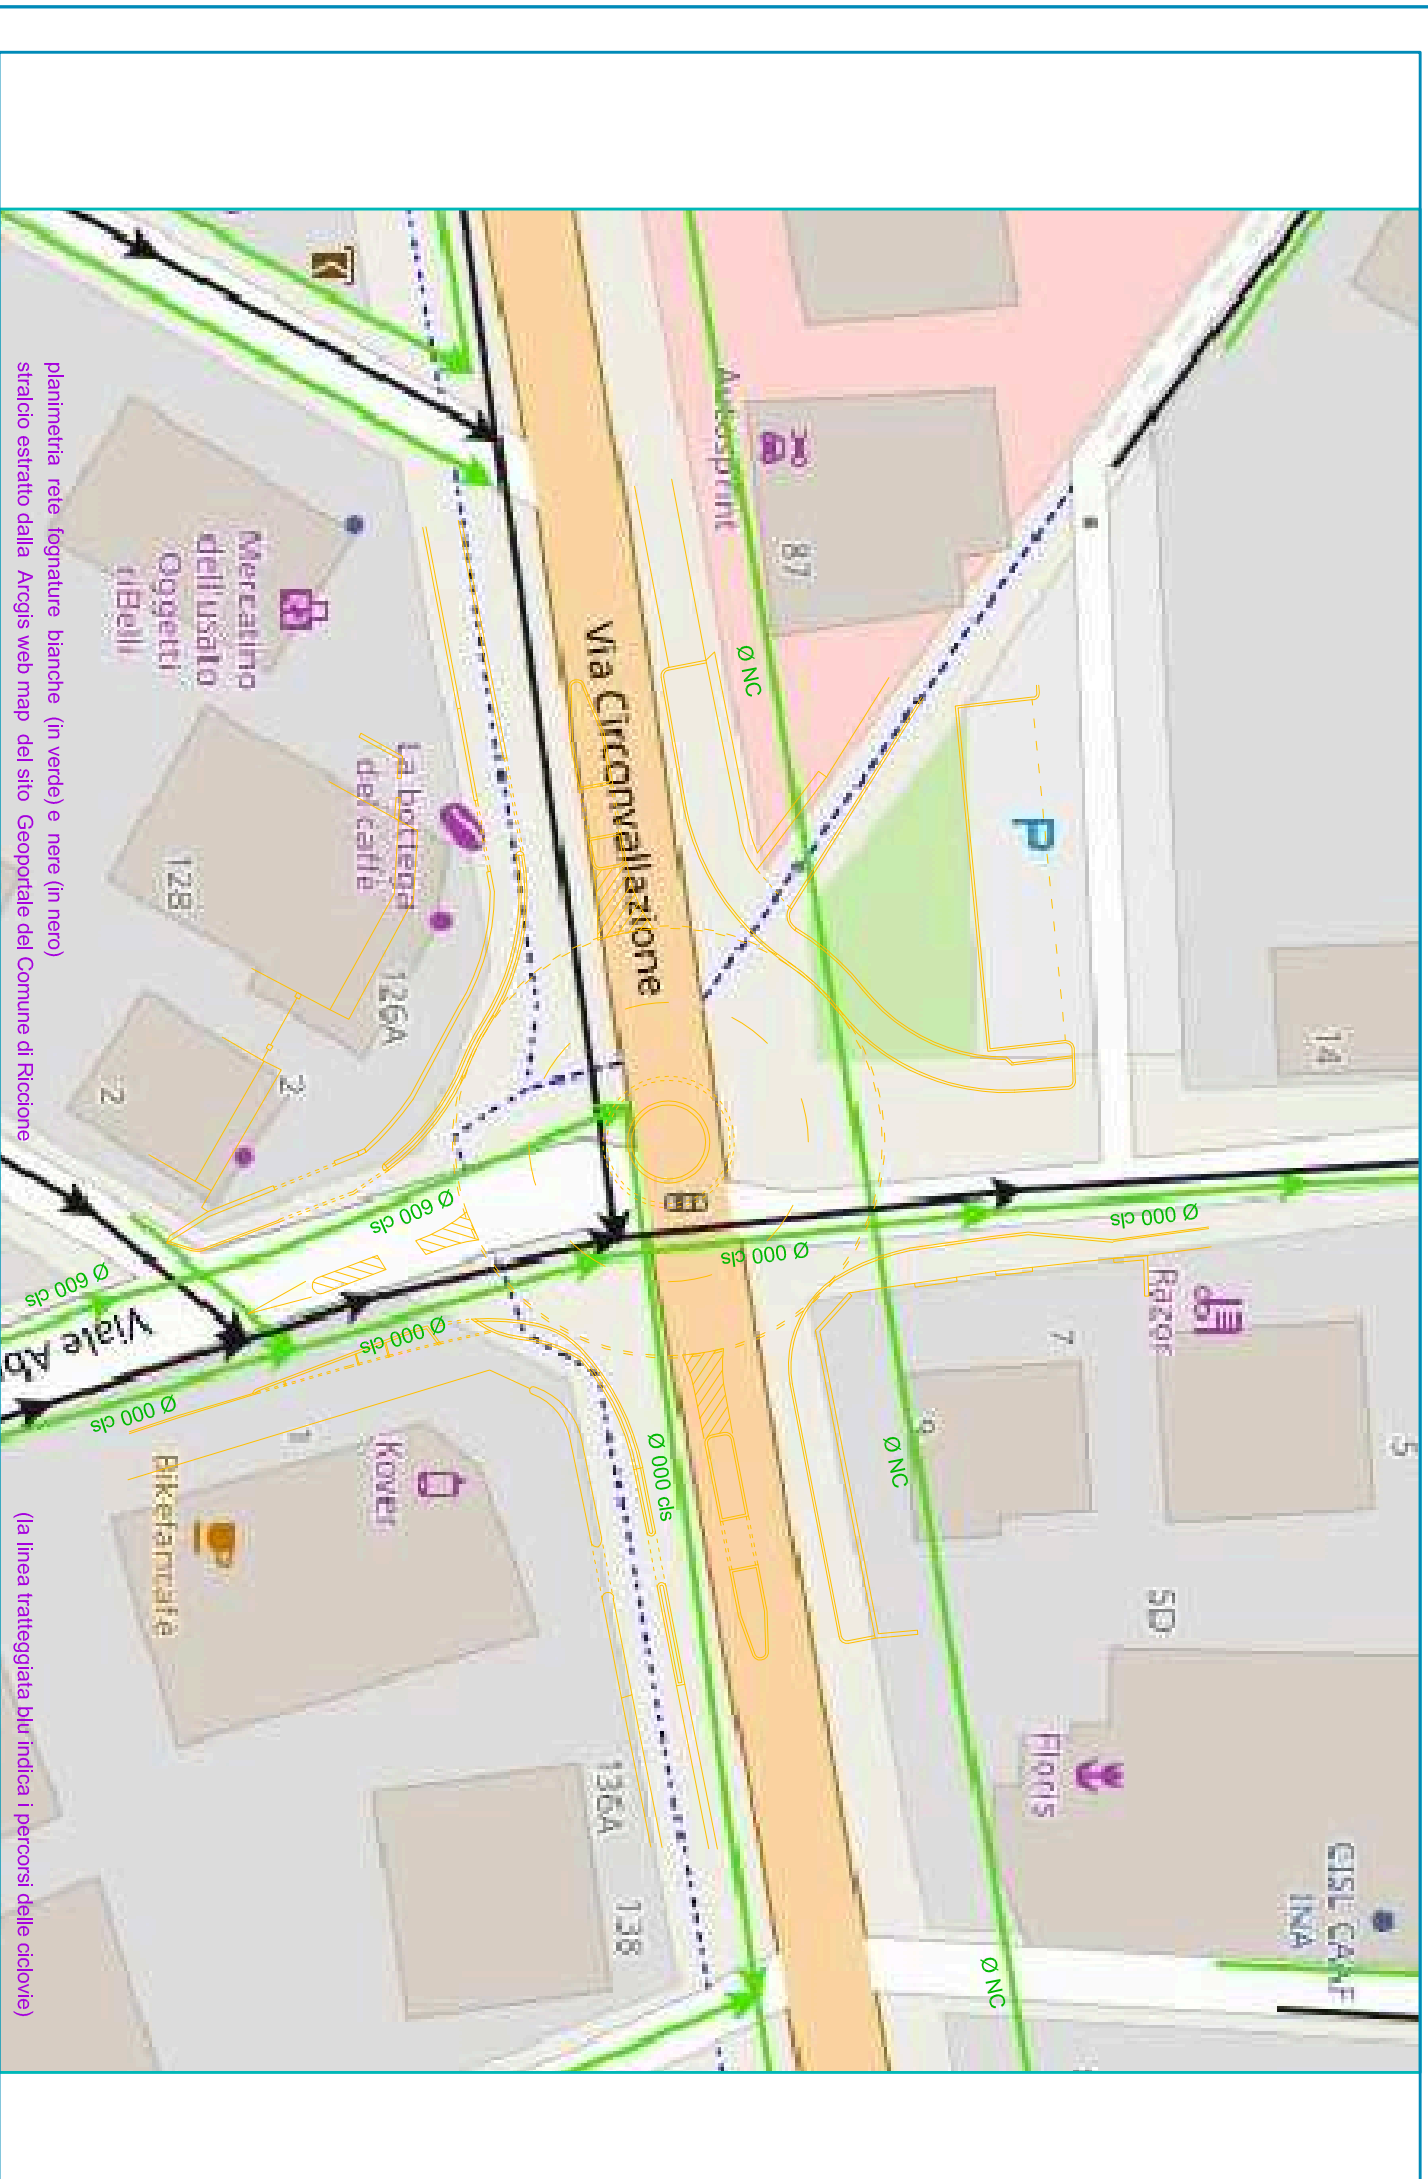 planimetria rete fognature bianche (in verde) e nere (in nero)
stralcio estratto dalla Arcgis web map del sito Geoportale del Comune di Riccione
(la linea tratteggiata blu indica i percorsi delle ciclovie)
Via Circonvallazione
Autosprint
87
Ø NC
P
14
Mercatino
dell'usato
Oggetti
riBelli
La bottega
del caffè
128
126A
2
2
Ø 600 cls
Ø 600 cls
Viale Ab
Ø 000 cls
Ø 000 cls
Ø 000 cls
Ø 000 cls
Ø 000 cls
Razor
7
9
5
Ø NC
1
Kover
Bikefancafè
5D
Floris
136A
138
CISL CAAF
INA
Ø NC